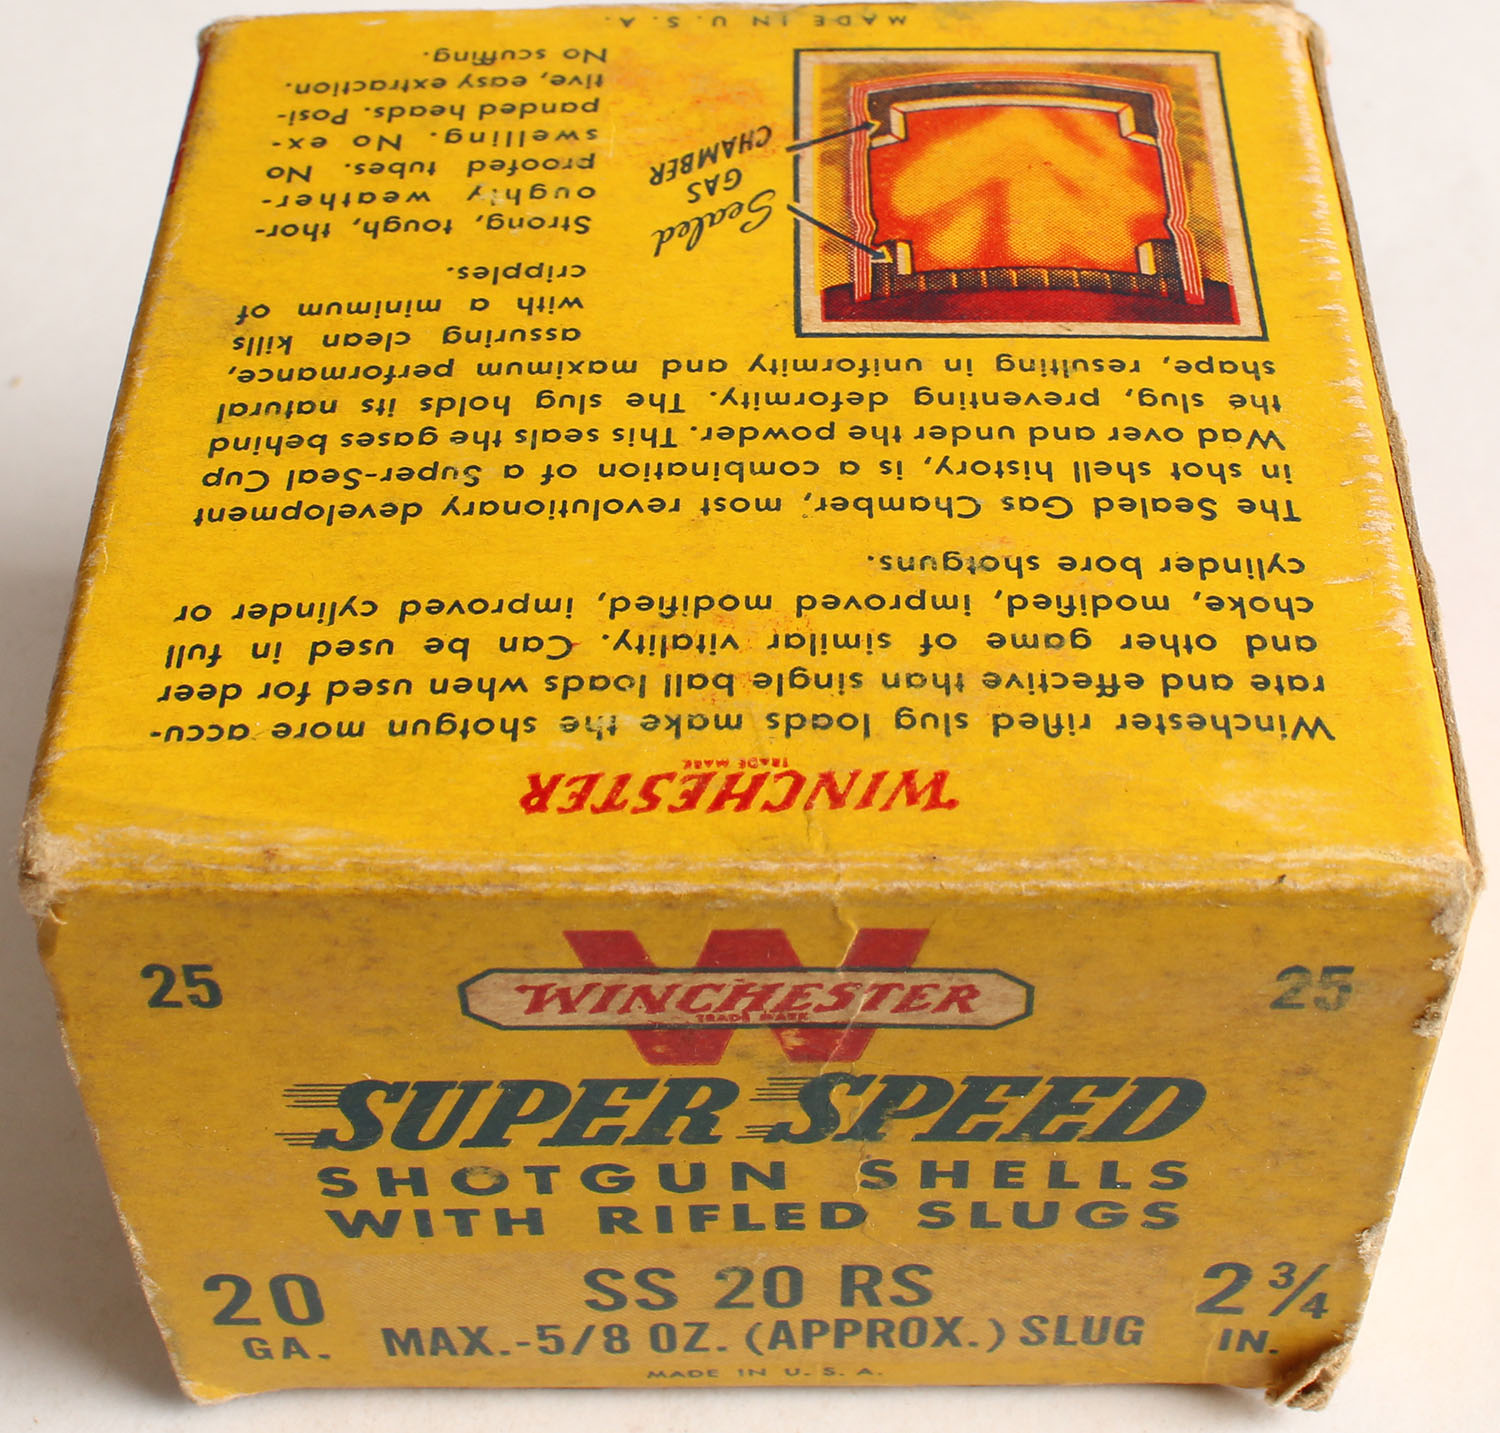 WINCHESTER
TRADE MARK
Winchester rifled slug loads make the shotgun more accu-
rate and effective than single ball loads when used for deer
and other game of similar vitality. Can be used in full
choke, modified, improved modified, improved cylinder or
cylinder bore shotguns.
The Sealed Gas Chamber, most revolutionary development
in shot shell history, is a combination of a Super-Seal Cup
Wad over and under the powder. This seals the gases behind
the slug, preventing deformity. The slug holds its natural
shape, resulting in uniformity and maximum performance,
assuring clean kills
with a minimum of
cripples.
Strong, tough, thor-
oughly weather-
proofed tubes. No
swelling. No ex-
panded heads. Posi-
tive, easy extraction.
No scuffing.
Sealed
GAS
CHAMBER
MADE IN U. S. A.
25
W
25
WINCHESTER
TRADE MARK
SUPER SPEED
SHOTGUN SHELLS
WITH RIFLED SLUGS
20
GA.
SS 20 RS
MAX.-5/8 OZ. (APPROX.) SLUG
2 3/4
IN.
MADE IN U. S. A.